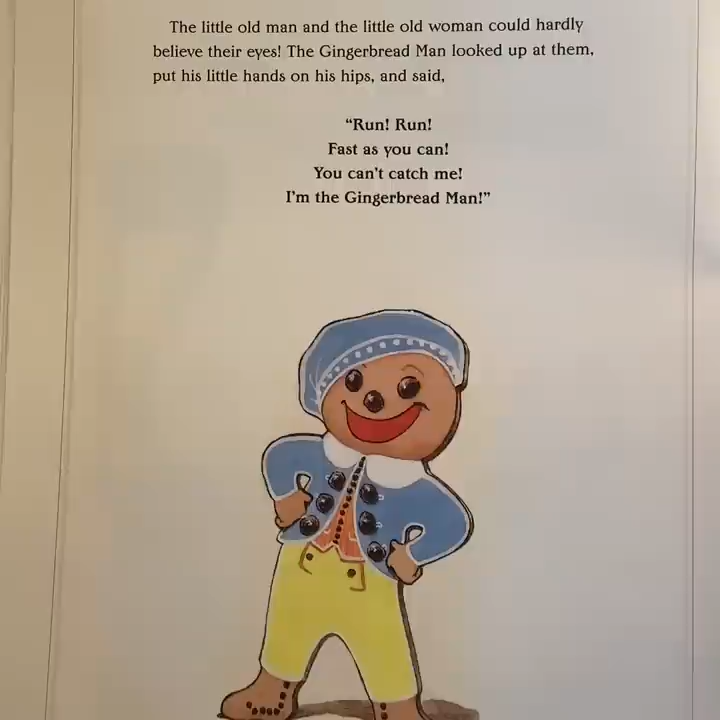 The little old man and the little old woman could hardly
believe their eyes! The Gingerbread Man looked up at them,
put his little hands on his hips, and said,
“Run! Run!
Fast as you can!
You can't catch me!
I'm the Gingerbread Man!”